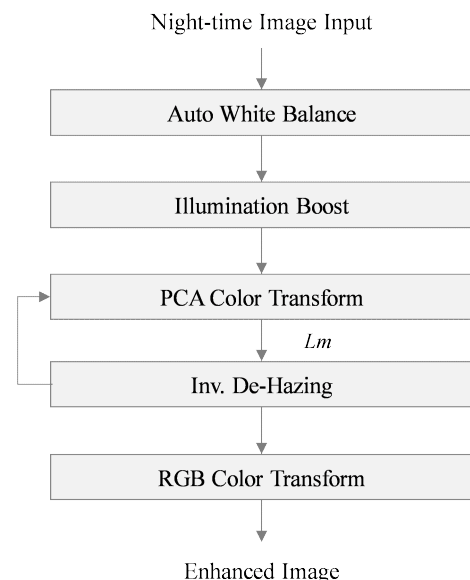 Night-time Image Input
Auto White Balance
Illumination Boost
PCA Color Transform
Lm
Inv. De-Hazing
RGB Color Transform
Enhanced Image